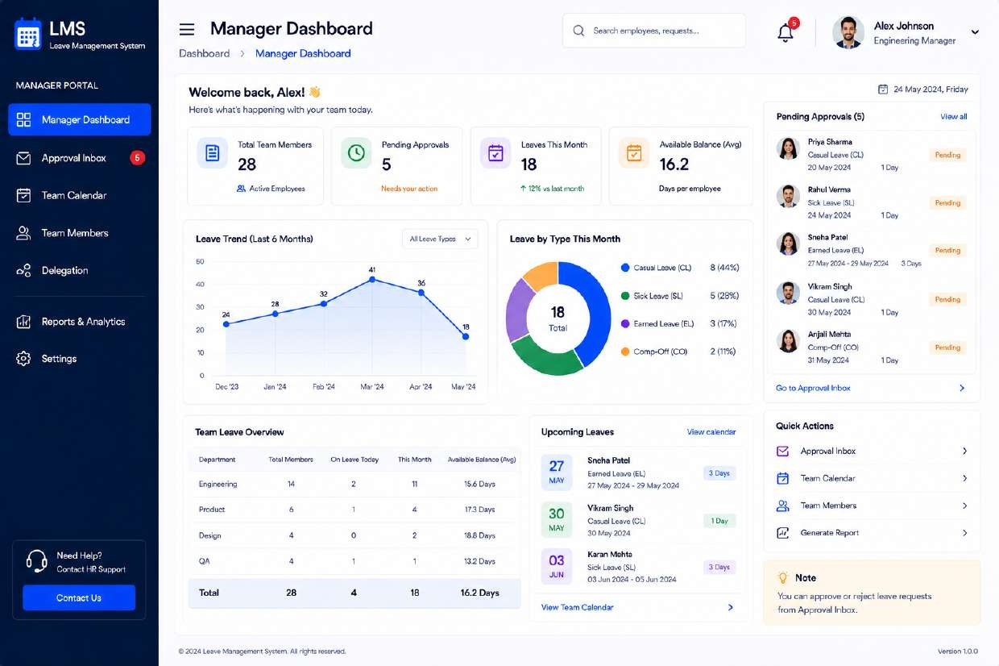 LMS
Leave Management System
MANAGER PORTAL
Manager Dashboard
Approval Inbox 5
Team Calendar
Team Members
Delegation
Reports & Analytics
Settings
Need Help?
Contact HR Support
Contact Us
Manager Dashboard
Dashboard > Manager Dashboard
Search employees, requests...
5
Alex Johnson
Engineering Manager
Welcome back, Alex! 👋
Here's what's happening with your team today.
24 May 2024, Friday
Total Team Members
28
Active Employees
Pending Approvals
5
Needs your action
Leaves This Month
18
↑ 12% vs last month
Available Balance (Avg)
16.2
Days per employee
Leave Trend (Last 6 Months)
All Leave Types
50
40
30
20
10
0
24
28
32
41
36
18
Dec '23 Jan '24 Feb '24 Mar '24 Apr '24 May '24
Leave by Type This Month
18
Total
Casual Leave (CL) 8 (44%)
Sick Leave (SL) 5 (28%)
Earned Leave (EL) 3 (17%)
Comp-Off (CO) 2 (11%)
Pending Approvals (5) View all
Priya Sharma
Casual Leave (CL)
20 May 2024 1 Day
Pending
Rahul Verma
Sick Leave (SL)
24 May 2024 1 Day
Pending
Sneha Patel
Earned Leave (EL)
27 May 2024 - 29 May 2024 3 Days
Pending
Vikram Singh
Casual Leave (CL)
30 May 2024 1 Day
Pending
Anjali Mehta
Comp-Off (CO)
31 May 2024 1 Day
Pending
Go to Approval Inbox
Team Leave Overview
Department Total Members On Leave Today This Month Available Balance (Avg)
Engineering 14 2 11 15.6 Days
Product 6 1 4 17.3 Days
Design 4 0 2 18.8 Days
QA 4 1 1 13.2 Days
Total 28 4 18 16.2 Days
Upcoming Leaves View calendar
27
MAY
Sneha Patel
Earned Leave (EL)
27 May 2024 - 29 May 2024
3 Days
30
MAY
Vikram Singh
Casual Leave (CL)
30 May 2024
1 Day
03
JUN
Karan Mehta
Sick Leave (SL)
03 Jun 2024 - 05 Jun 2024
3 Days
View Team Calendar
Quick Actions
Approval Inbox
Team Calendar
Team Members
Generate Report
Note
You can approve or reject leave requests
from Approval Inbox.
© 2024 Leave Management System. All rights reserved.
Version 1.0.0